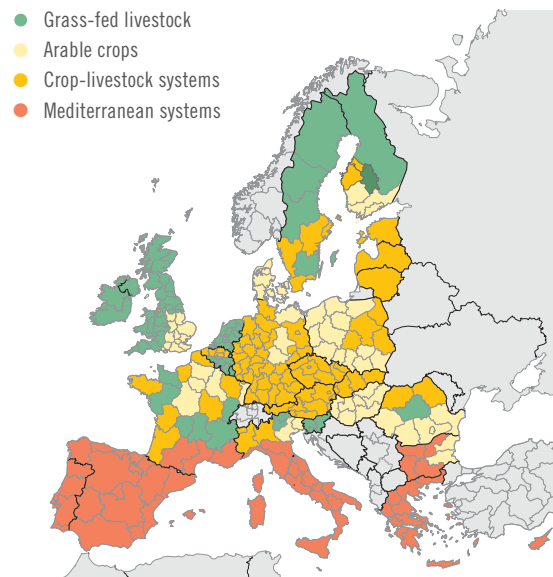 Grass-fed livestock
Arable crops
Crop-livestock systems
Mediterranean systems